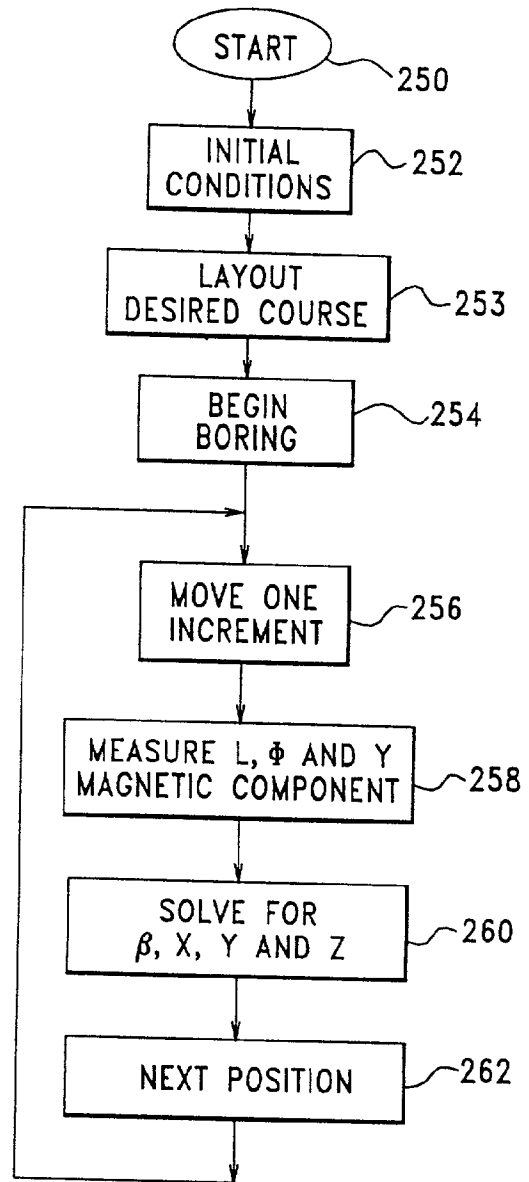 START
250
INITIAL
CONDITIONS
252
LAYOUT
DESIRED COURSE
253
BEGIN
BORING
254
MOVE ONE
INCREMENT
256
MEASURE L, Φ AND Y
MAGNETIC COMPONENT
258
SOLVE FOR
β, X, Y AND Z
260
NEXT POSITION
262